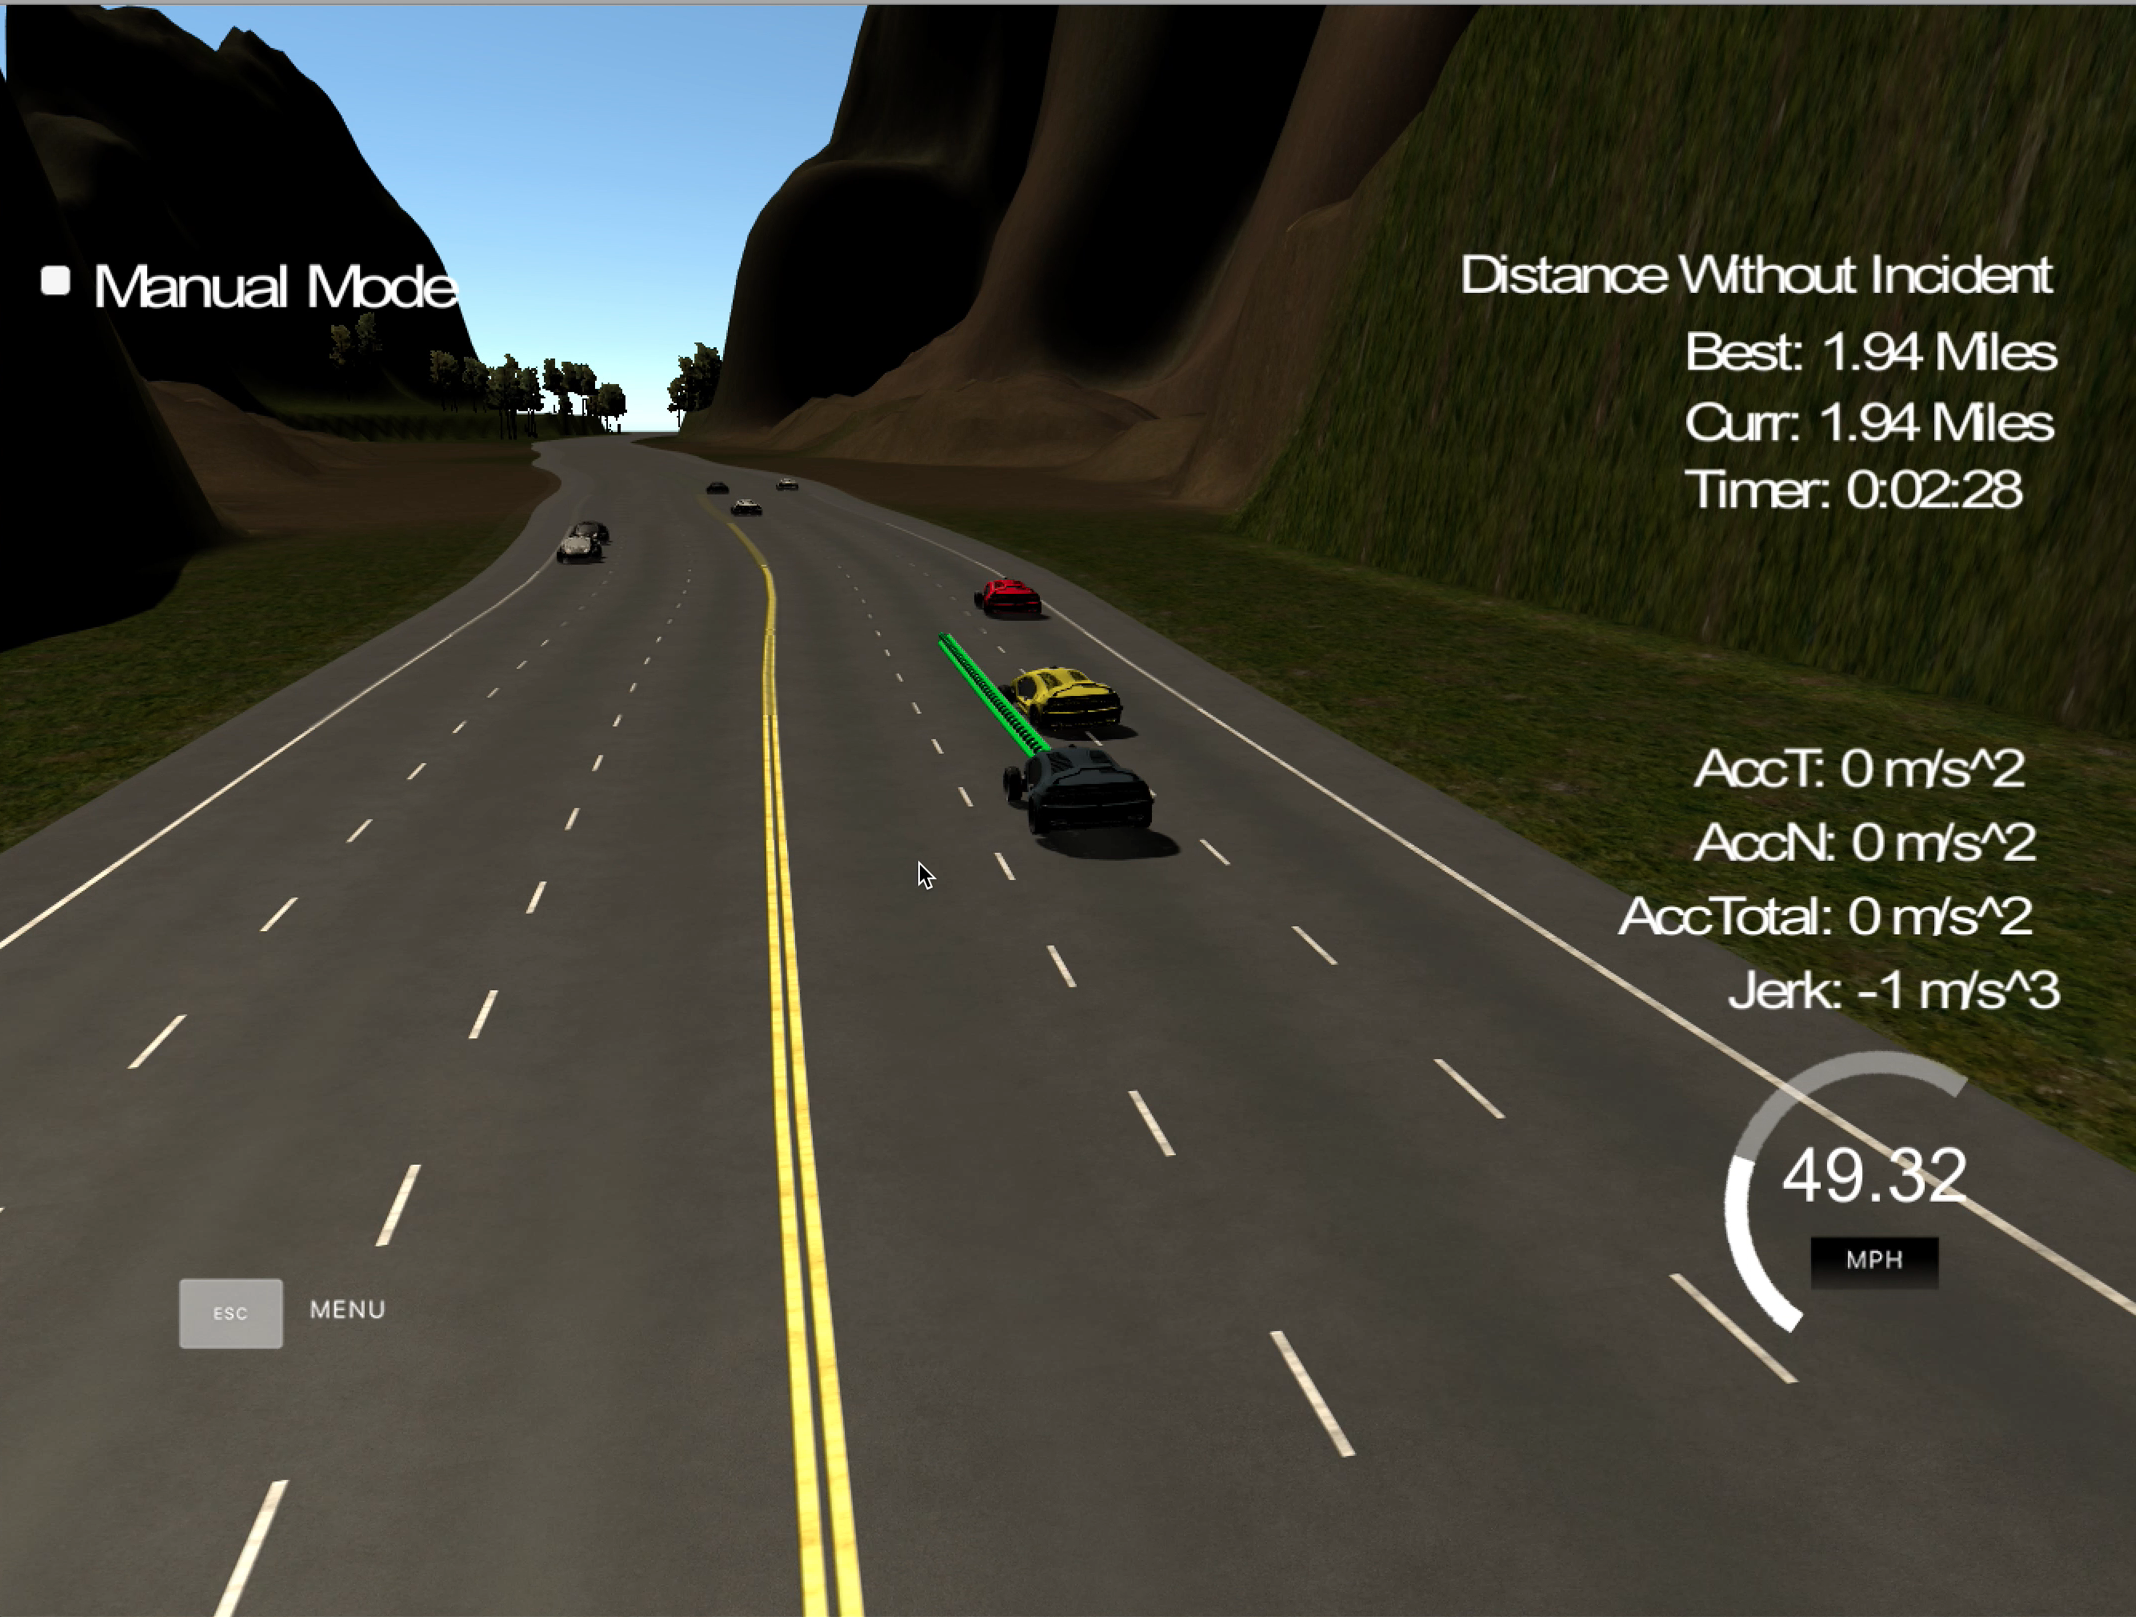 Manual Mode
Distance Without Incident
Best: 1.94 Miles
Curr: 1.94 Miles
Timer: 0:02:28
AccT: 0 m/s^2
AccN: 0 m/s^2
AccTotal: 0 m/s^2
Jerk: -1 m/s^3
49.32
MPH
ESC MENU